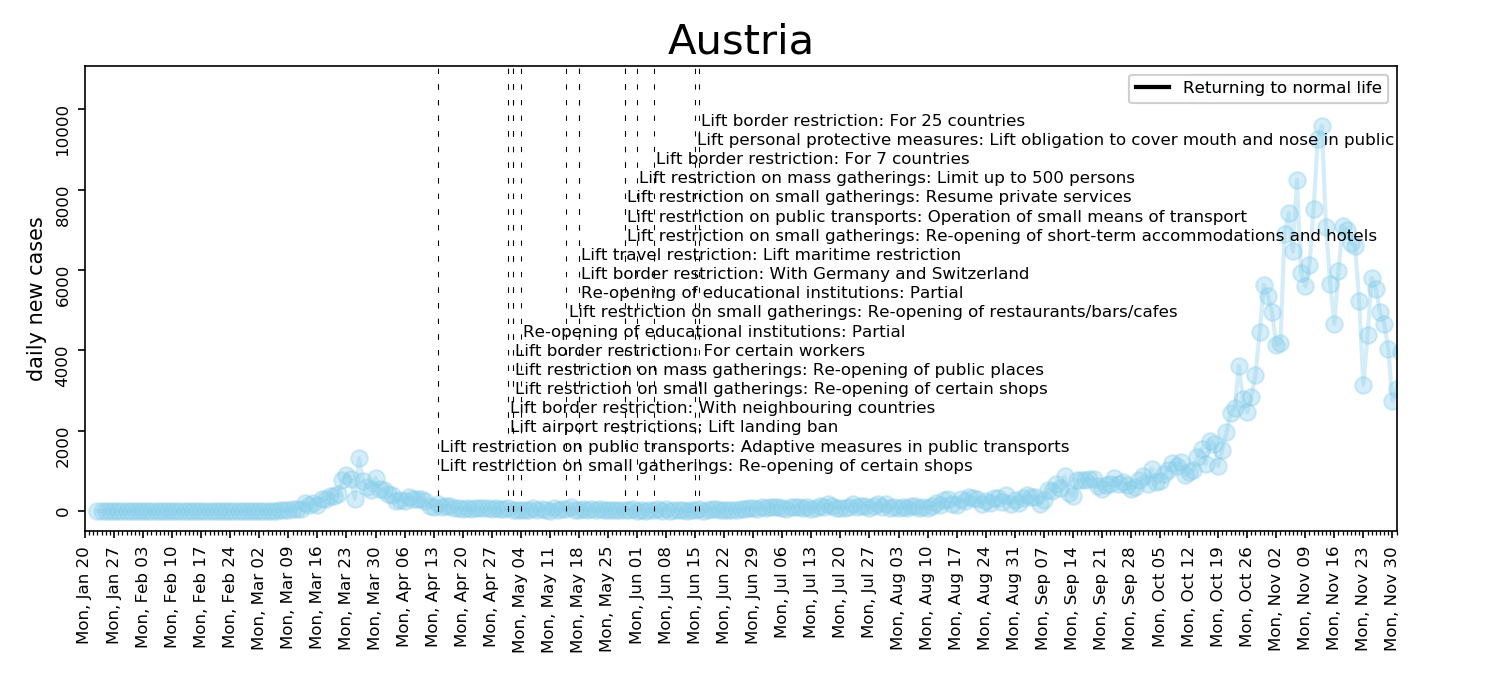 Austria
Returning to normal life
Lift border restriction: For 25 countries
Lift personal protective measures: Lift obligation to cover mouth and nose in public
Lift border restriction: For 7 countries
Lift restriction on mass gatherings: Limit up to 500 persons
Lift restriction on small gatherings: Resume private services
Lift restriction on public transports: Operation of small means of transport
Lift restriction on small gatherings: Re-opening of short-term accommodations and hotels
Lift travel restriction: Lift maritime restriction
Lift border restriction: With Germany and Switzerland
Re-opening of educational institutions: Partial
Lift restriction on small gatherings: Re-opening of restaurants/bars/cafes
Re-opening of educational institutions: Partial
Lift border restriction: For certain workers
Lift restriction on mass gatherings: Re-opening of public places
Lift restriction on small gatherings: Re-opening of certain shops
Lift border restriction: With neighbouring countries
Lift airport restrictions: Lift landing ban
Lift restriction on public transports: Adaptive measures in public transports
Lift restriction on small gatherings: Re-opening of certain shops
daily new cases
10000
8000
6000
4000
2000
0
Mon, Jan 20
Mon, Jan 27
Mon, Feb 03
Mon, Feb 10
Mon, Feb 17
Mon, Feb 24
Mon, Mar 02
Mon, Mar 09
Mon, Mar 16
Mon, Mar 23
Mon, Mar 30
Mon, Apr 06
Mon, Apr 13
Mon, Apr 20
Mon, Apr 27
Mon, May 04
Mon, May 11
Mon, May 18
Mon, May 25
Mon, Jun 01
Mon, Jun 08
Mon, Jun 15
Mon, Jun 22
Mon, Jun 29
Mon, Jul 06
Mon, Jul 13
Mon, Jul 20
Mon, Jul 27
Mon, Aug 03
Mon, Aug 10
Mon, Aug 17
Mon, Aug 24
Mon, Aug 31
Mon, Sep 07
Mon, Sep 14
Mon, Sep 21
Mon, Sep 28
Mon, Oct 05
Mon, Oct 12
Mon, Oct 19
Mon, Oct 26
Mon, Nov 02
Mon, Nov 09
Mon, Nov 16
Mon, Nov 23
Mon, Nov 30